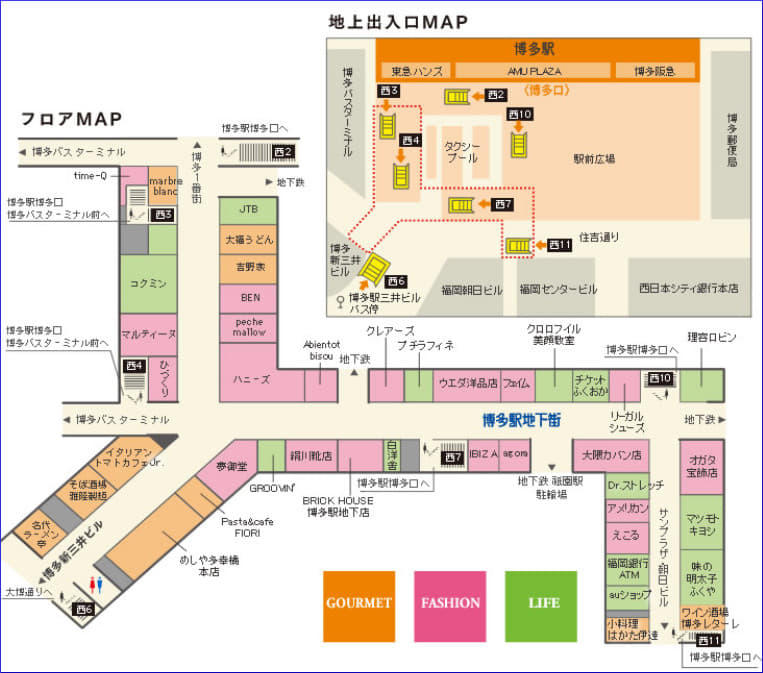 地上出入口MAP
博多駅
東急ハンズ
AMU PLAZA
博多阪急
〈博多口〉
西3
西2
西10
西4
西7
西11
西6
博多バスターミナル
タクシー
プール
駅前広場
博多郵便局
住吉通り
博多
新三井
ビル
博多駅三井ビル
バス停
福岡朝日ビル
福岡センタービル
西日本シティ銀行本店
フロアMAP
博多駅博多口へ
西2
博多バスターミナル
博多1番街
地下鉄
time-Q
marbre
blanc
博多駅博多口
博多バスターミナル前へ
西3
JTB
大福うどん
吉野家
コクミン
BEN
peche
mallow
マルティーヌ
博多駅博多口
博多バスターミナル前へ
西4
ひづくり
ハニーズ
Abientot
bisou
地下鉄
クレアーズ
プチラフィネ
クロロフイル
美顔教室
博多駅博多口へ
理容ロビン
ウエダ洋品店
フェイム
チケット
ふくおか
リーガル
シューズ
西10
博多バスターミナル
博多駅地下街
地下鉄
イタリアン
トマトカフェJr.
そば酒場
雅陸製麺
名代
ラーメン
亭
夢御堂
GROOVIN'
絹川靴店
BRICK HOUSE
博多駅地下店
白洋舎
西7
博多駅博多口へ
IBIZA
agom
地下鉄 祇園駅
駐輪場
大隈カバン店
オガタ
宝飾店
Dr.ストレッチ
アメリカン
えこる
福岡銀行
ATM
auショップ
小料理
はかた伊達
サンプラザ・朝日ビル
マツモト
キヨシ
味の
明太子
ふくや
ワイン酒場
博多レターレ
西11
博多駅博多口へ
Pasta&cafe
FIORI
めしや多幸橋
本店
博多新三井ビル
大博通りへ
西6
GOURMET
FASHION
LIFE